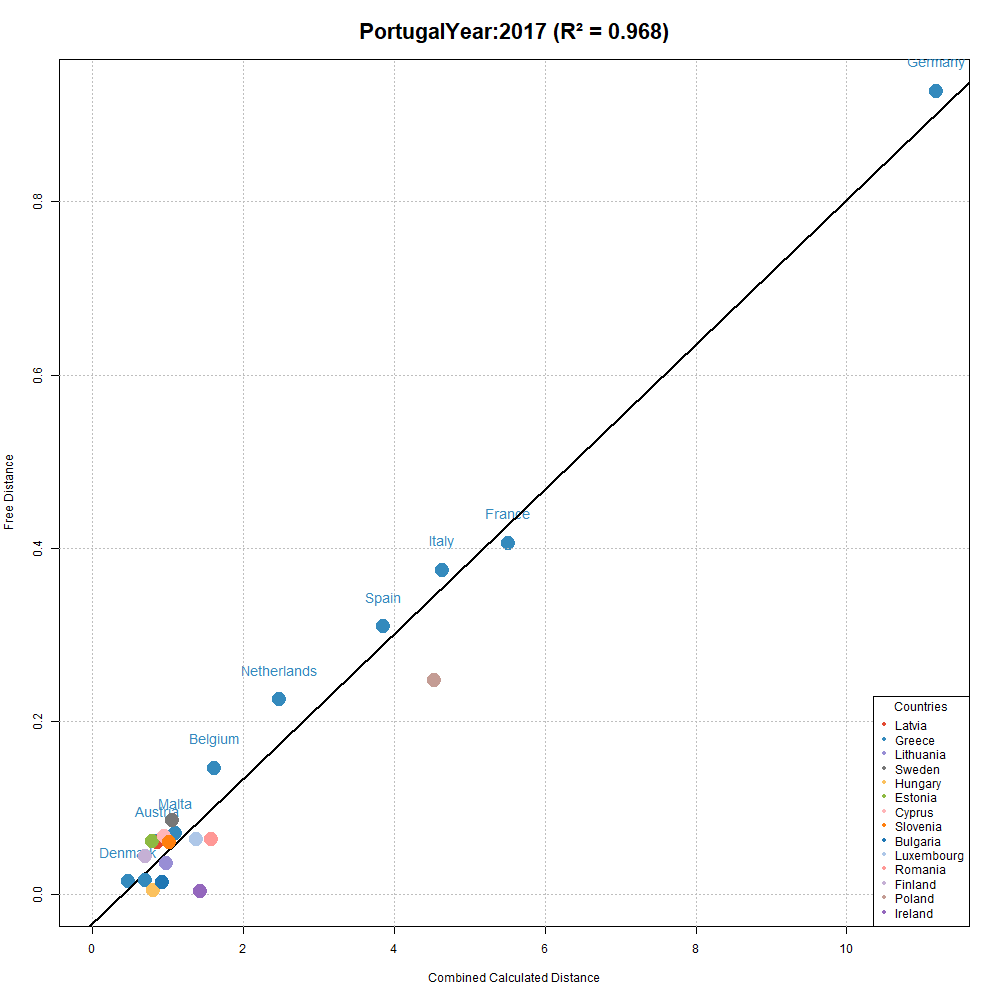 PortugalYear:2017 (R² = 0.968)
Germany
France
Italy
Spain
Netherlands
Belgium
Malta
Austria
Denmark
0.8
0.6
0.4
0.2
0.0
Free Distance
0 2 4 6 8 10
Combined Calculated Distance
Countries
Latvia
Greece
Lithuania
Sweden
Hungary
Estonia
Cyprus
Slovenia
Bulgaria
Luxembourg
Romania
Finland
Poland
Ireland